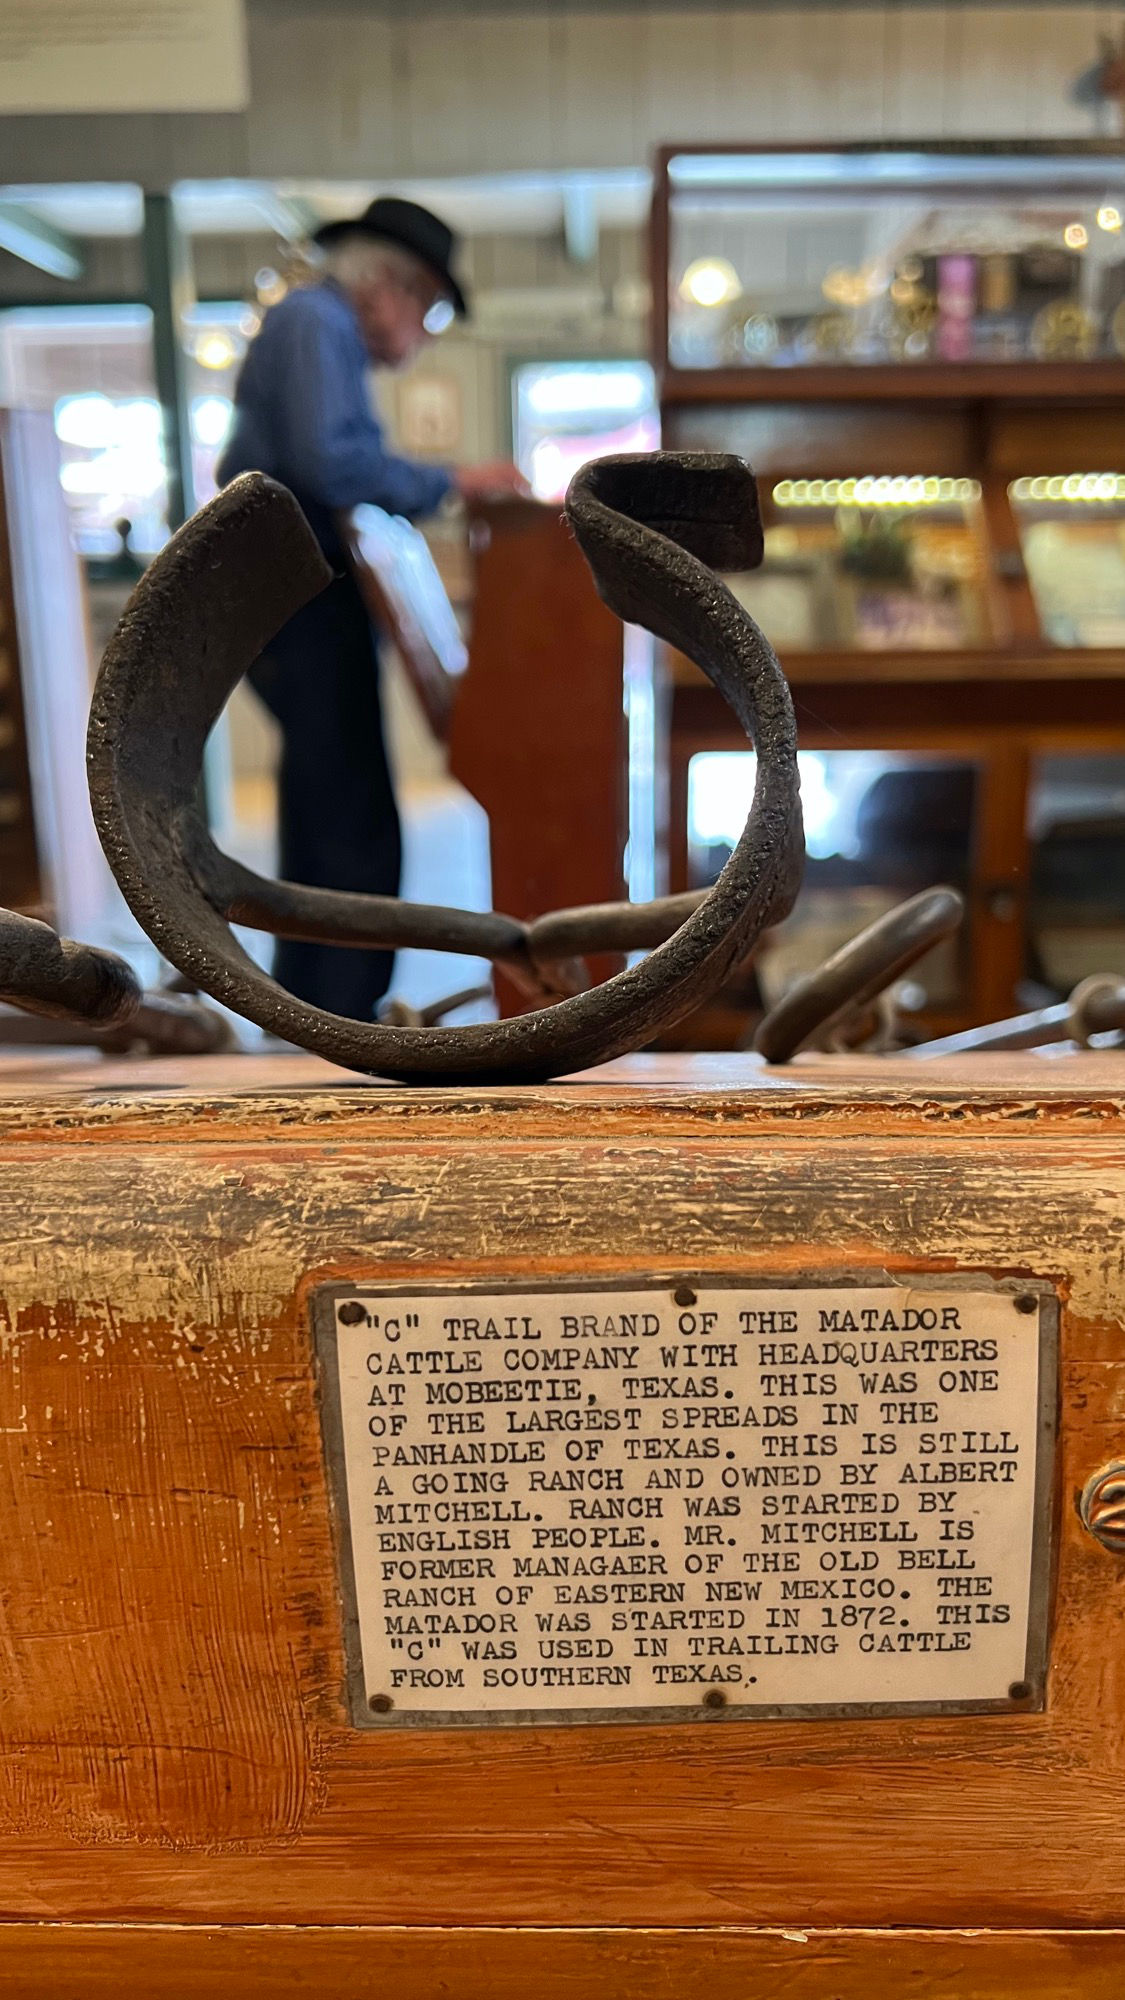 "C" TRAIL BRAND OF THE MATADOR
CATTLE COMPANY WITH HEADQUARTERS
AT MOBEETIE, TEXAS. THIS WAS ONE
OF THE LARGEST SPREADS IN THE
PANHANDLE OF TEXAS. THIS IS STILL
A GOING RANCH AND OWNED BY ALBERT
MITCHELL. RANCH WAS STARTED BY
ENGLISH PEOPLE. MR. MITCHELL IS
FORMER MANAGAER OF THE OLD BELL
RANCH OF EASTERN NEW MEXICO. THE
MATADOR WAS STARTED IN 1872. THIS
"C" WAS USED IN TRAILING CATTLE
FROM SOUTHERN TEXAS.